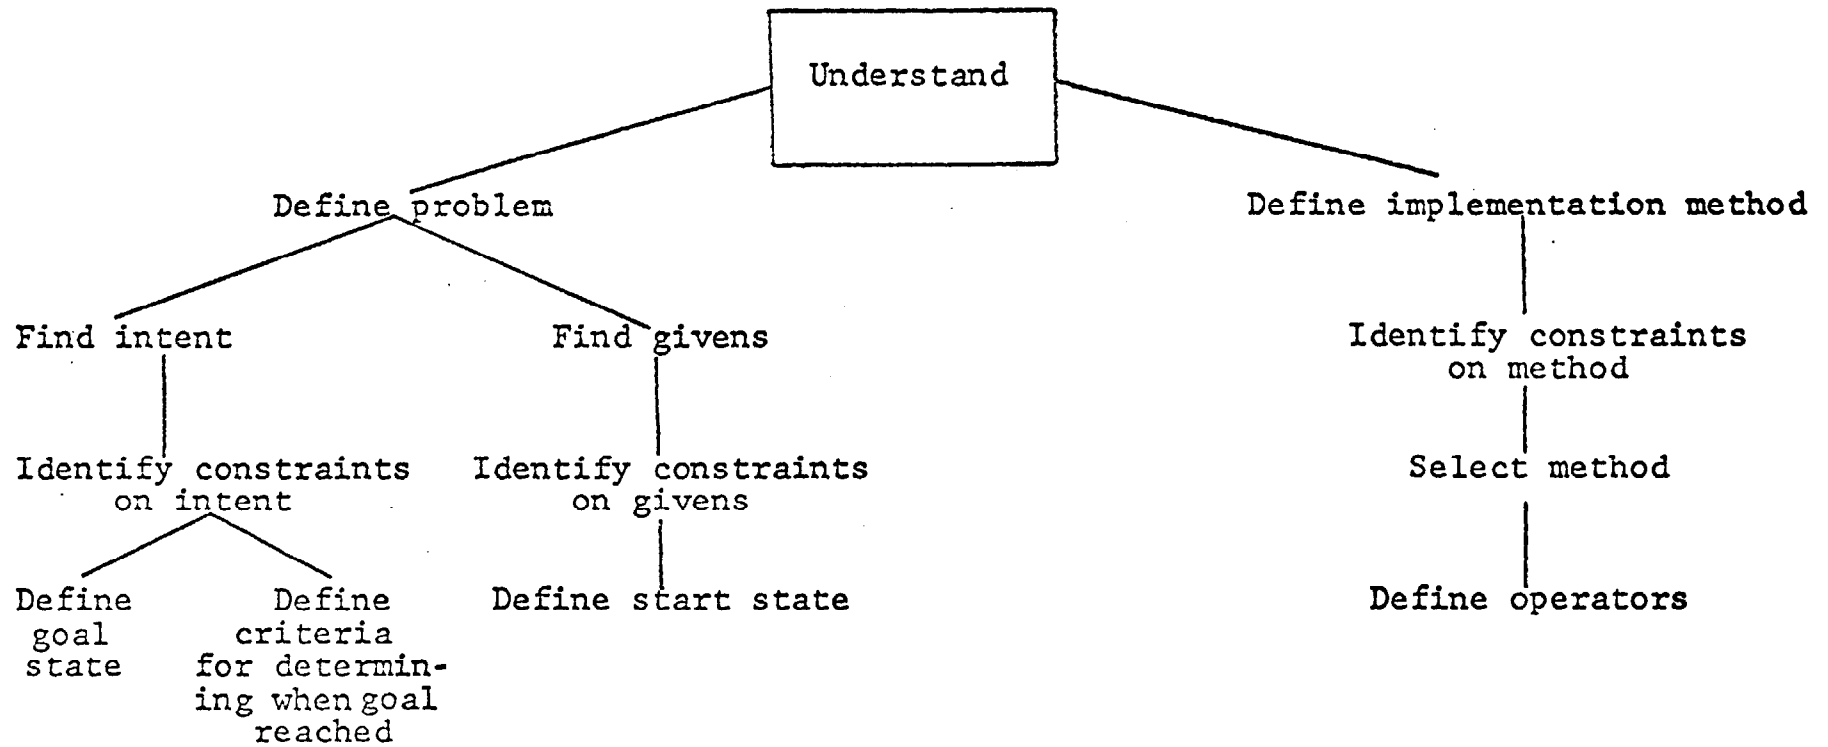 Understand
Define problem
Define implementation method
Find intent
Find givens
Identify constraints
on method
Identify constraints
on intent
Identify constraints
on givens
Select method
Define
goal
state
Define
criteria
for determin-
ing when goal
reached
Define start state
Define operators